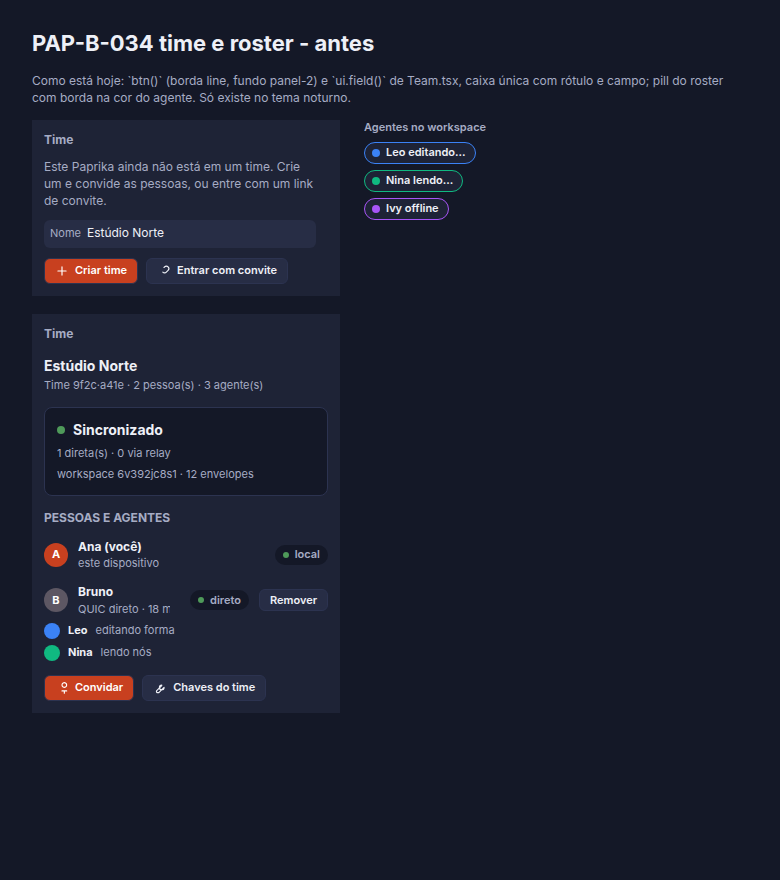 PAP-B-034 time e roster - antes
Como está hoje: `btn()` (borda line, fundo panel-2) e `ui.field()` de Team.tsx, caixa única com rótulo e campo; pill do roster
com borda na cor do agente. Só existe no tema noturno.
Time
Este Paprika ainda não está em um time. Crie
um e convide as pessoas, ou entre com um link
de convite.
Nome Estúdio Norte
Criar time
Entrar com convite
Agentes no workspace
Leo editando...
Nina lendo...
Ivy offline
Time
Estúdio Norte
Time 9f2c·a41e · 2 pessoa(s) · 3 agente(s)
Sincronizado
1 direta(s) · 0 via relay
workspace 6v392jc8s1 · 12 envelopes
PESSOAS E AGENTES
A
Ana (você)
este dispositivo
local
B
Bruno
QUIC direto · 18 m
direto
Remover
Leo editando forma
Nina lendo nós
Convidar
Chaves do time